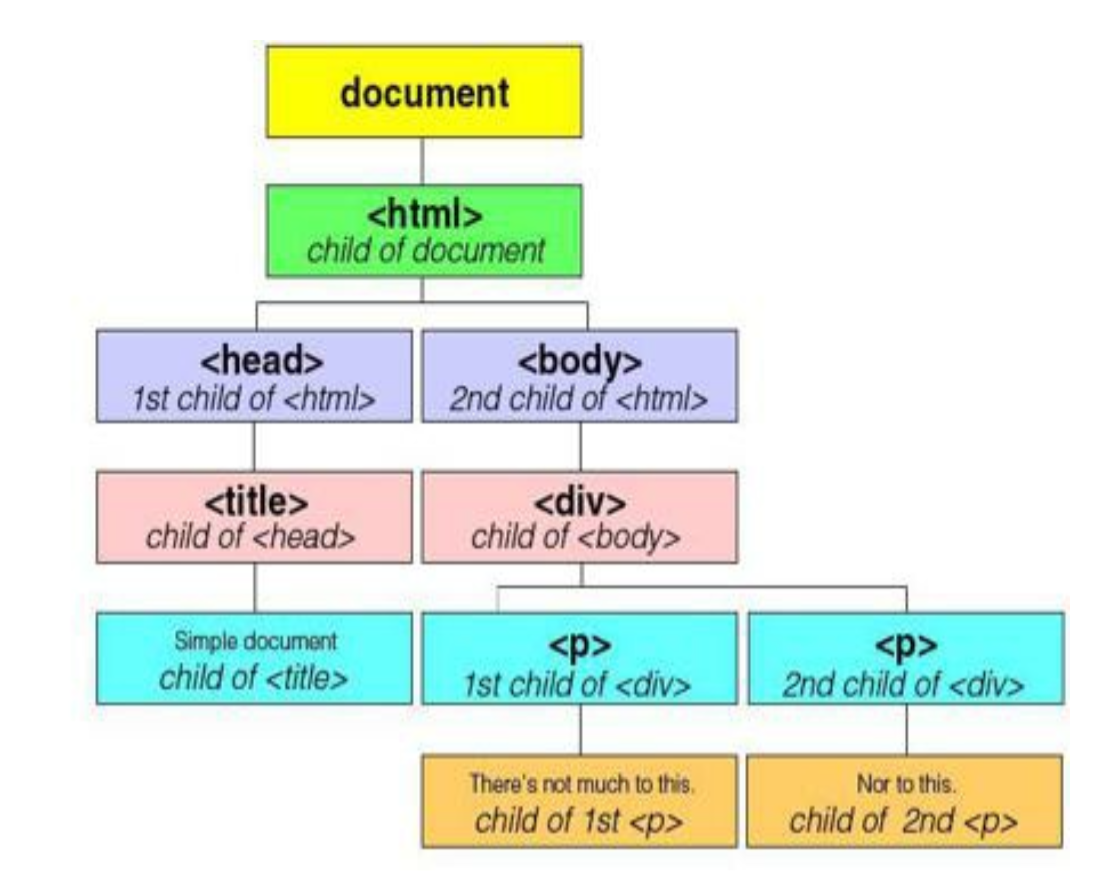 document
<html>
child of document
<head>
1st child of <html>
<body>
2nd child of <html>
<title>
child of <head>
<div>
child of <body>
Simple document
child of <title>
<p>
1st child of <div>
<p>
2nd child of <div>
There's not much to this.
child of 1st <p>
Nor to this.
child of 2nd <p>